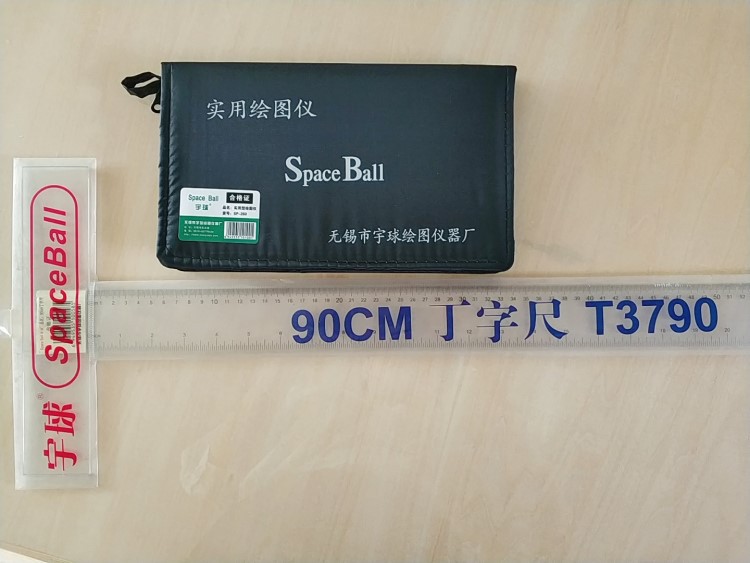 实用绘图仪
Space Ball
Space Ball
宇球
合格证
无锡市宇球绘图仪器厂
90CM 丁字尺 T3790
宇球 SpaceBall